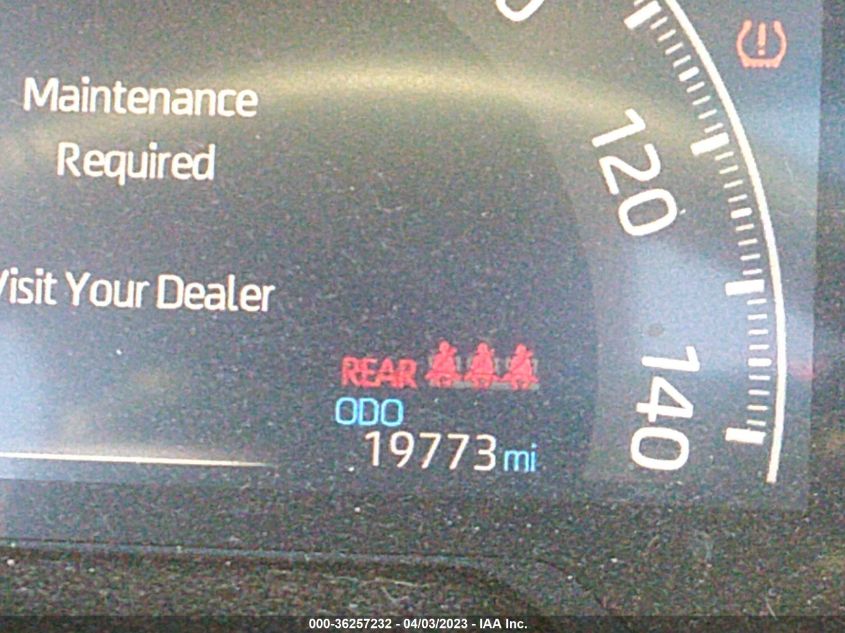 Maintenance
Required
Visit Your Dealer
120
140
REAR
ODO
19773 mi
000-36257232 - 04/03/2023 - IAA Inc.